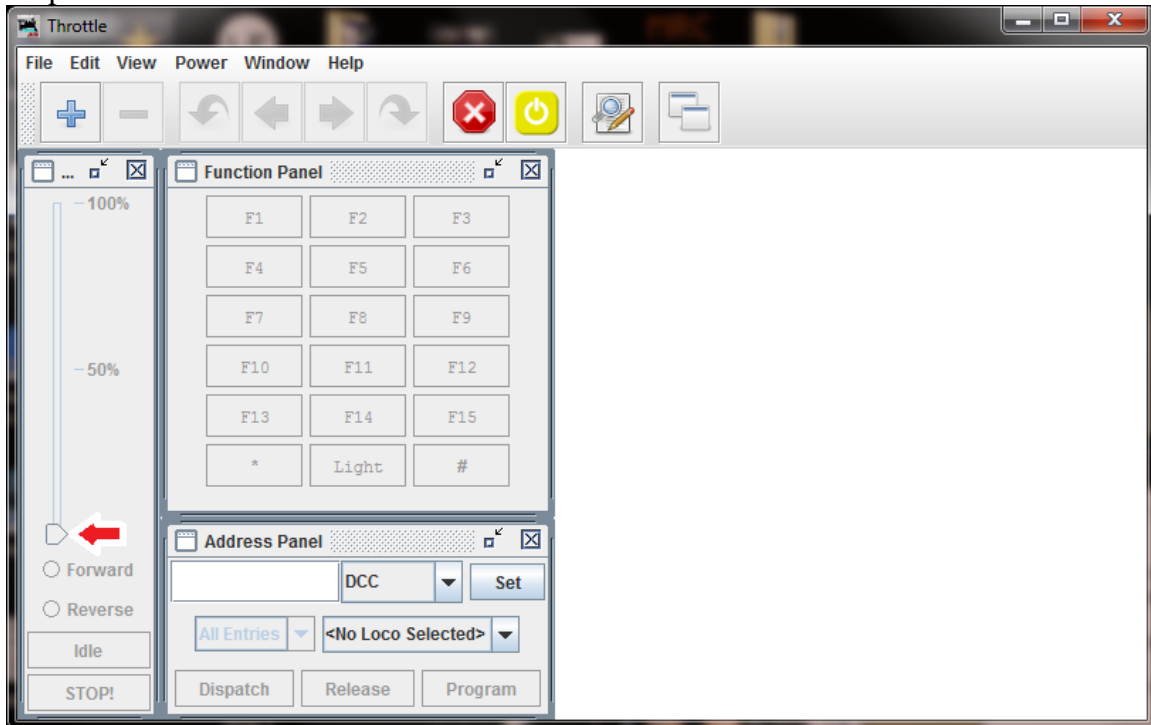 Throttle
File Edit View Power Window Help
...
Function Panel
100%
50%
F1 F2 F3
F4 F5 F6
F7 F8 F9
F10 F11 F12
F13 F14 F15
* Light #
Forward
Reverse
Idle
STOP!
Address Panel
DCC Set
All Entries <No Loco Selected>
Dispatch Release Program